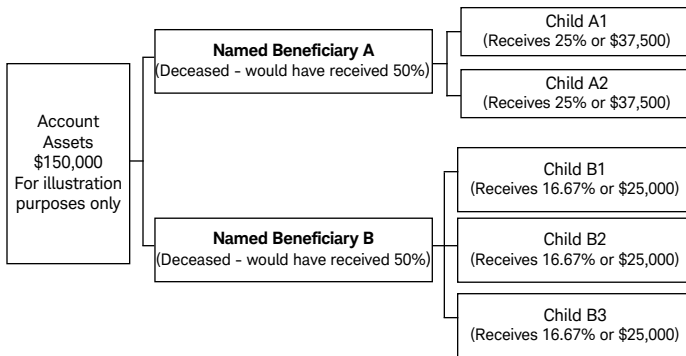 Account
Assets
$150,000
For illustration
purposes only
Named Beneficiary A
(Deceased - would have received 50%)
Child A1
(Receives 25% or $37,500)
Child A2
(Receives 25% or $37,500)
Named Beneficiary B
(Deceased - would have received 50%)
Child B1
(Receives 16.67% or $25,000)
Child B2
(Receives 16.67% or $25,000)
Child B3
(Receives 16.67% or $25,000)